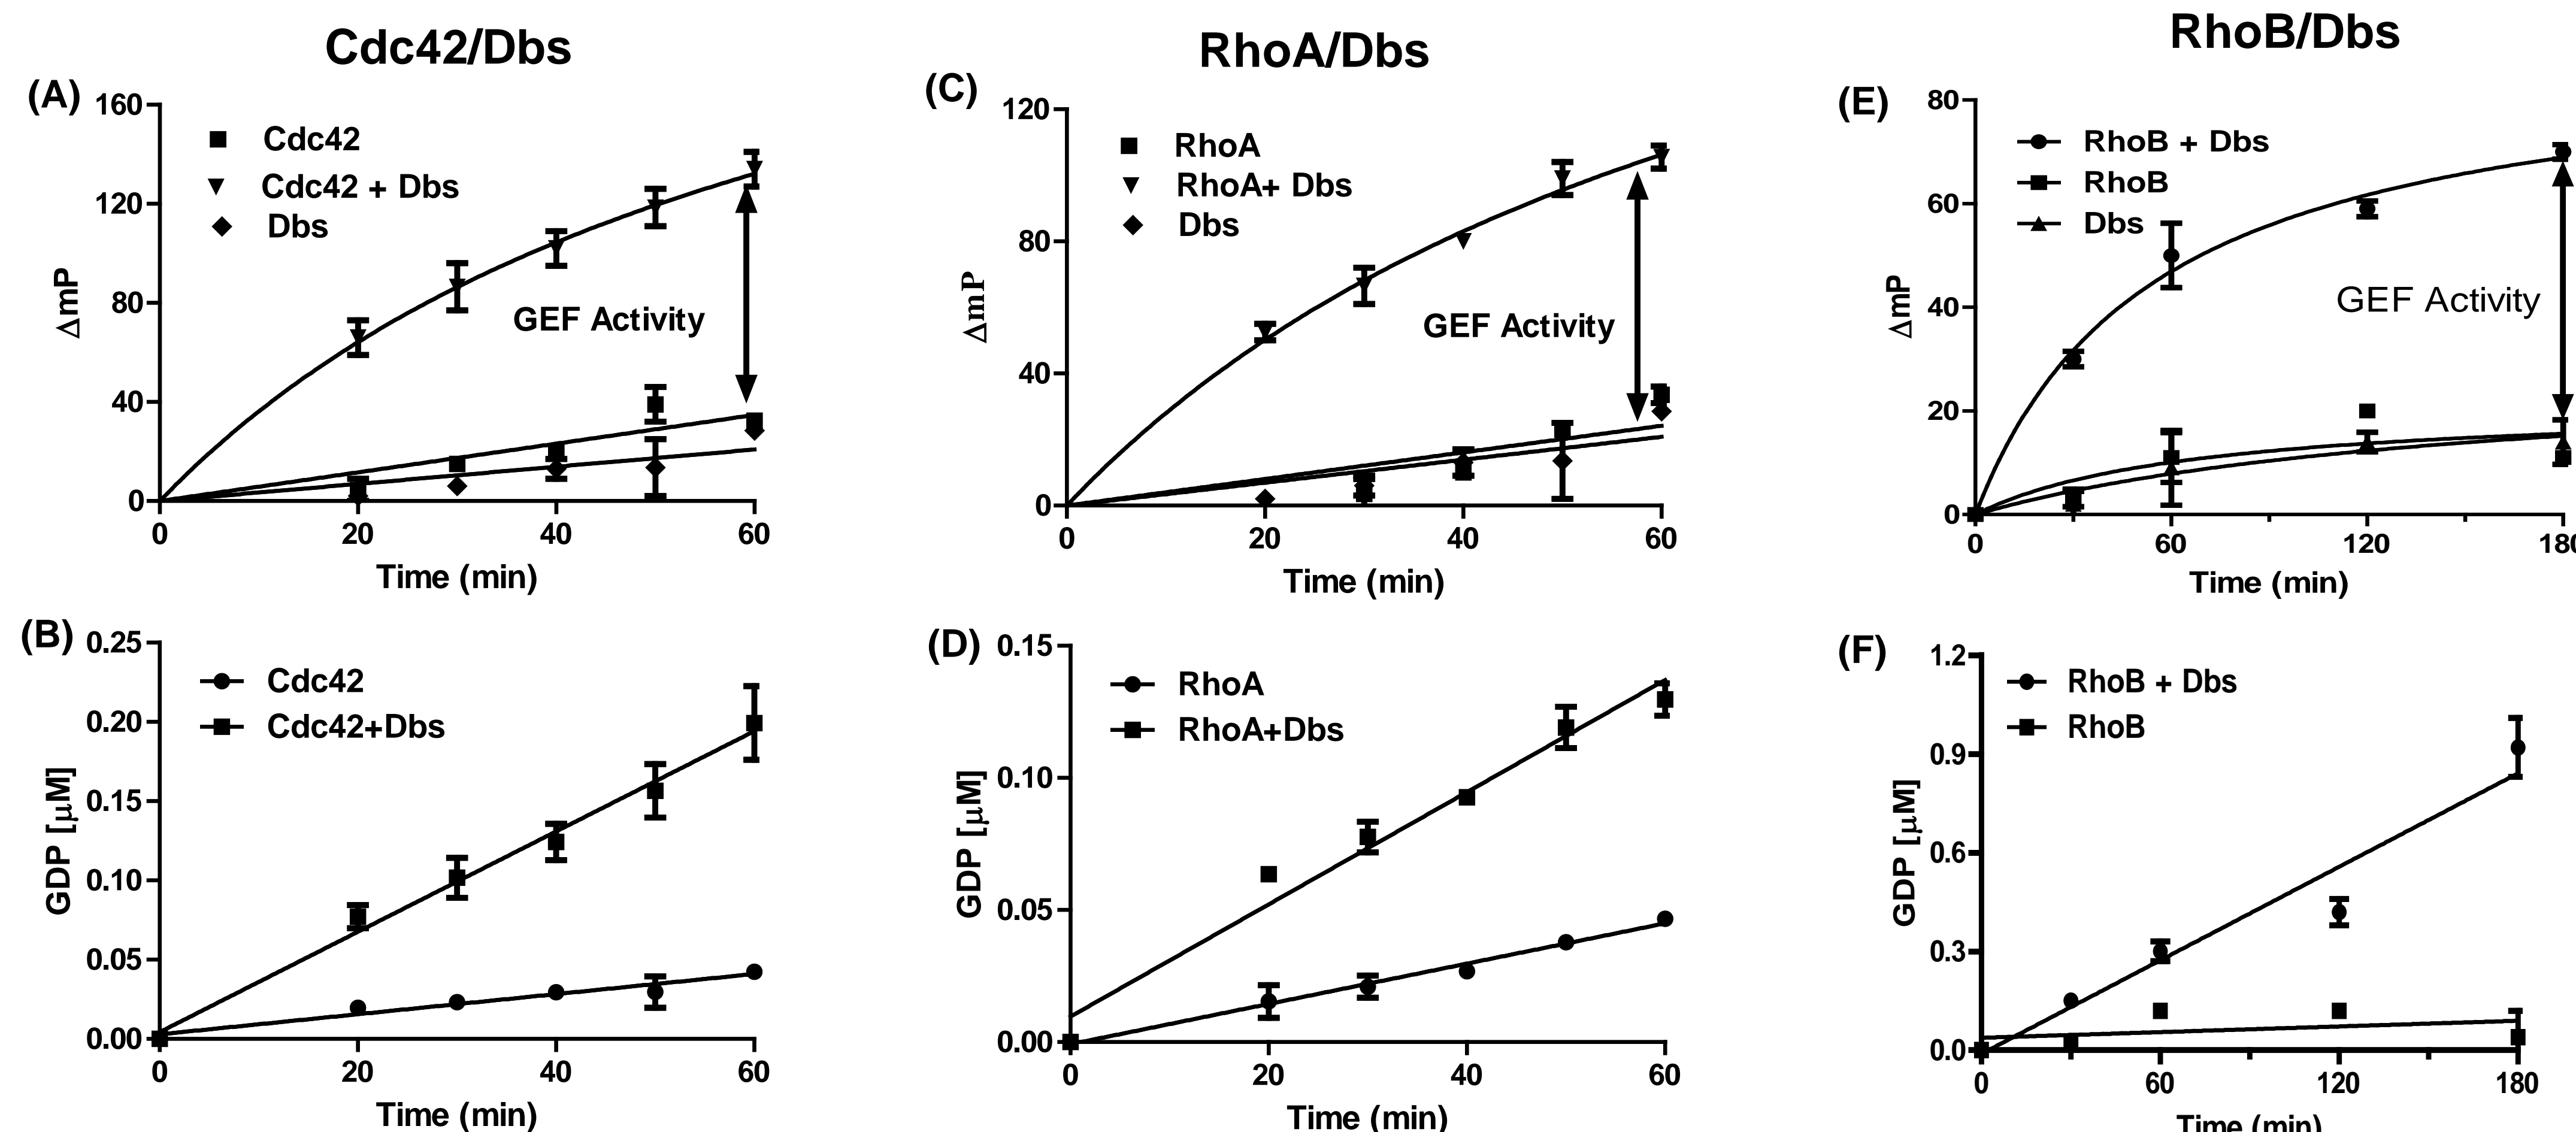 Cdc42/Dbs
RhoA/Dbs
RhoB/Dbs
(A)
160
120
80
40
0
ΔmP
Cdc42
Cdc42 + Dbs
Dbs
GEF Activity
0 20 40 60
Time (min)
(C)
120
80
40
0
ΔmP
RhoA
RhoA+ Dbs
Dbs
GEF Activity
0 20 40 60
Time (min)
(E)
80
60
40
20
0
ΔmP
RhoB + Dbs
RhoB
Dbs
GEF Activity
0 60 120 180
Time (min)
(B)
0.25
0.20
0.15
0.10
0.05
0.00
GDP [μM]
Cdc42
Cdc42+Dbs
0 20 40 60
Time (min)
(D)
0.15
0.10
0.05
0.00
GDP [μM]
RhoA
RhoA+Dbs
0 20 40 60
Time (min)
(F)
1.2
0.9
0.6
0.3
0.0
GDP [μM]
RhoB + Dbs
RhoB
0 60 120 180
Time (min)